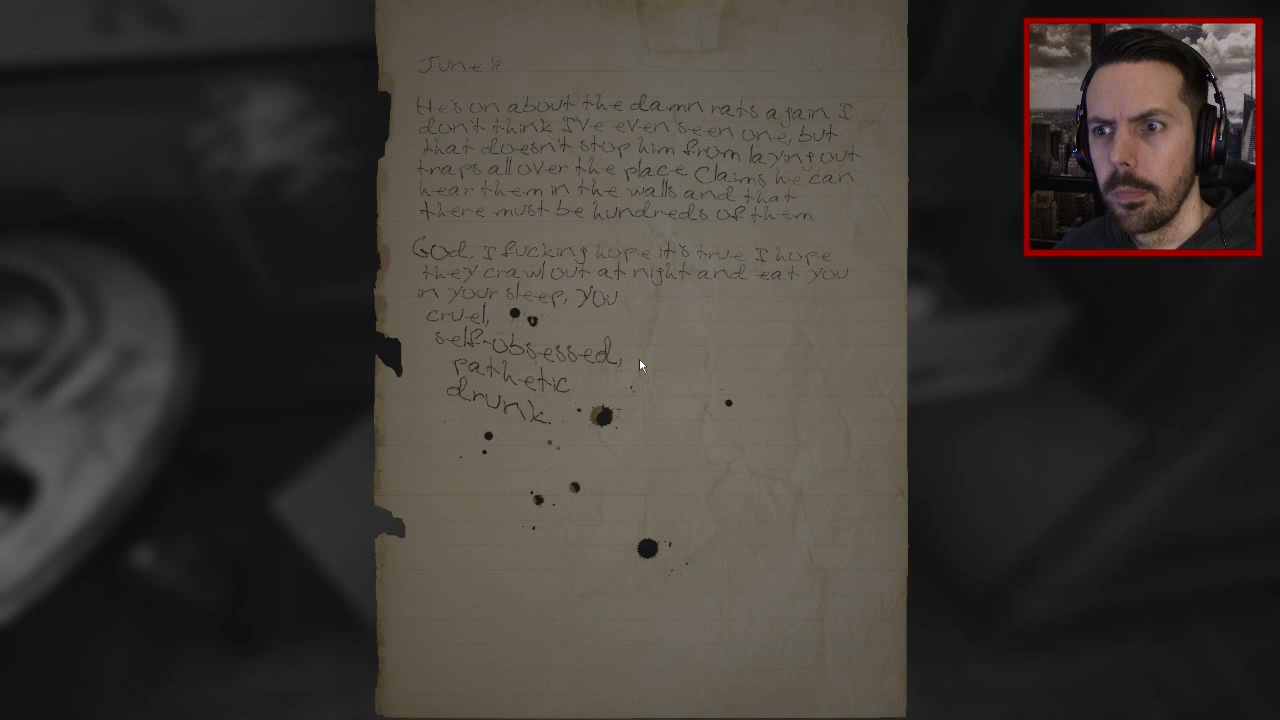 June
He's on about the damn rats again I
don't think I've even seen one, but
that doesn't stop him from laying out
traps all over the place Claims he can
hear them in the walls and that
there must be hundreds of them
God, I fucking hope it's true I hope
they crawl out at night and eat you
in your sleep, you
cruel,
self-obsessed,
pathetic
drunk.